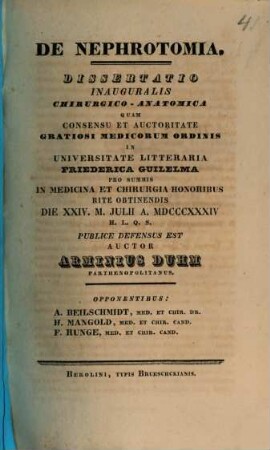 41
DE NEPHROTOMIA.
DISSERTATIO
INAUGURALIS
CHIRURGICO-ANATOMICA
QUAM
CONSENSU ET AUCTORITATE
GRATIOSI MEDICORUM ORDINIS
IN
UNIVERSITATE LITTERARIA
FRIEDERICA GUILELMA
PRO SUMMIS
IN MEDICINA ET CHIRURGIA HONORIBUS
RITE OBTINENDIS
DIE XXIV. M. JULII A. MDCCCXXXIV
H. L. Q. S.
PUBLICE DEFENSUS EST
AUCTOR
ARMINIUS DUHM
PARTHENOPOLITANUS.
OPPONENTIBUS:
A. BEILSCHMIDT, MED. ET CHIR. DR.
H. MANGOLD, MED. ET CHIR. CAND.
F. RUNGE, MED. ET CHIR. CAND.
BEROLINI, TYPIS BRUESCHCKIANIS.